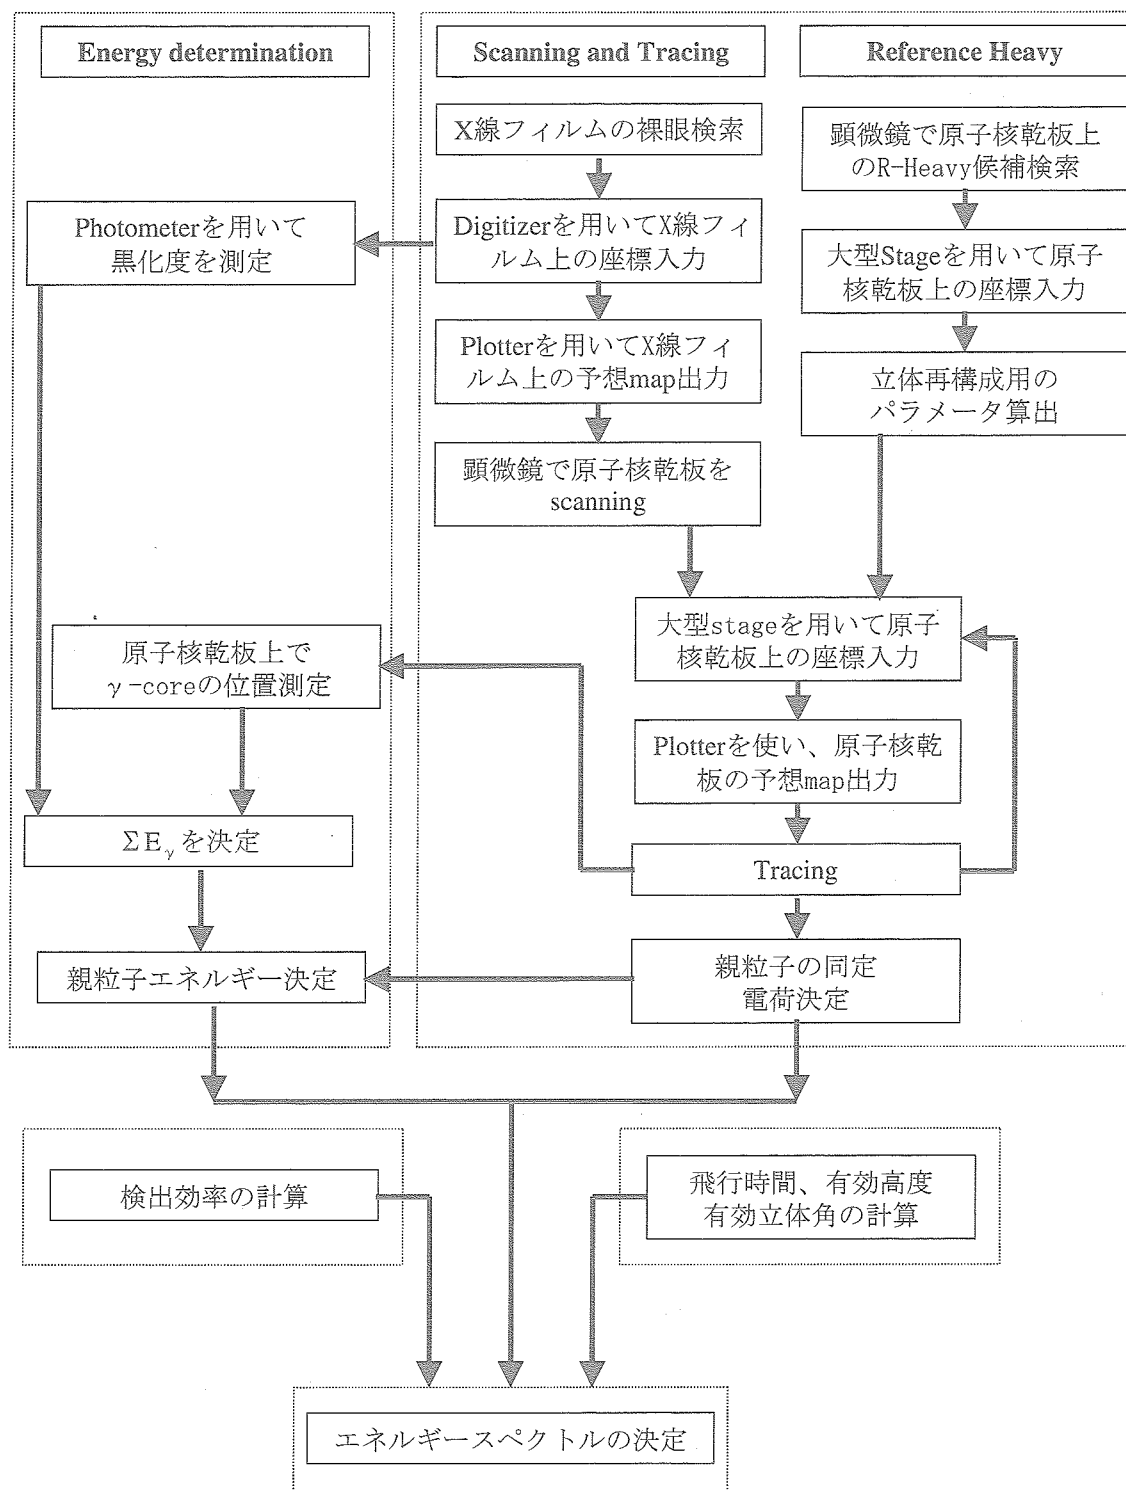 Energy determination
Scanning and Tracing
Reference Heavy
X線フィルムの裸眼検索
顕微鏡で原子核乾板上
のR-Heavy候補検索
Photometerを用いて
黒化度を測定
Digitizerを用いてX線フィ
ルム上の座標入力
大型Stageを用いて原子
核乾板上の座標入力
Plotterを用いてX線フィ
ルム上の予想map出力
立体再構成用の
パラメータ算出
顕微鏡で原子核乾板を
scanning
大型stageを用いて原子
核乾板上の座標入力
原子核乾板上で
γ-coreの位置測定
Plotterを使い、原子核乾
板の予想map出力
ΣEγを決定
Tracing
親粒子エネルギー決定
親粒子の同定
電荷決定
検出効率の計算
飛行時間、有効高度
有効立体角の計算
エネルギースペクトルの決定